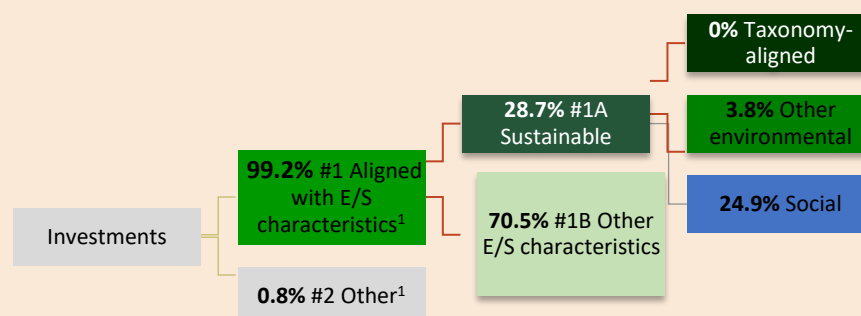 Investments
99.2% #1 Aligned
with E/S
characteristics¹
0.8% #2 Other¹
28.7% #1A
Sustainable
70.5% #1B Other
E/S characteristics
0% Taxonomy-
aligned
3.8% Other
environmental
24.9% Social